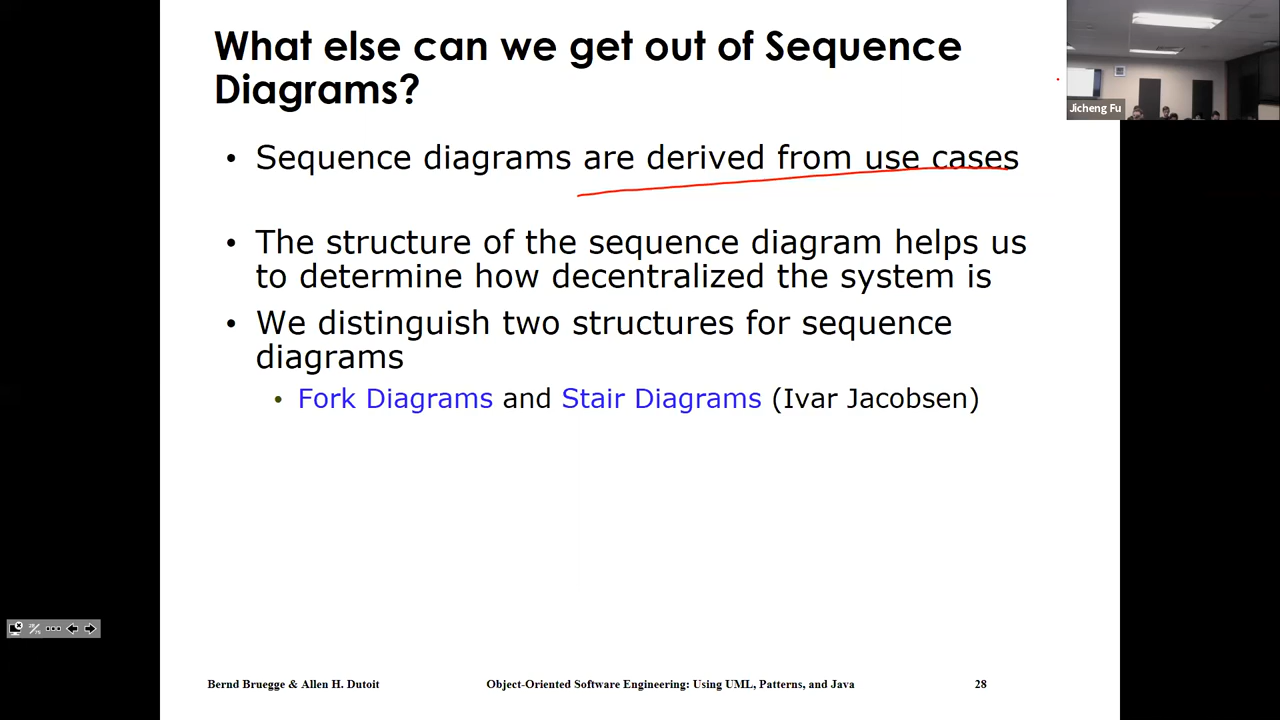 What else can we get out of Sequence
Diagrams?
Jicheng Fu
• Sequence diagrams are derived from use cases
• The structure of the sequence diagram helps us
to determine how decentralized the system is
• We distinguish two structures for sequence
diagrams
• Fork Diagrams and Stair Diagrams (Ivar Jacobsen)
Bernd Bruegge & Allen H. Dutoit Object-Oriented Software Engineering: Using UML, Patterns, and Java 28